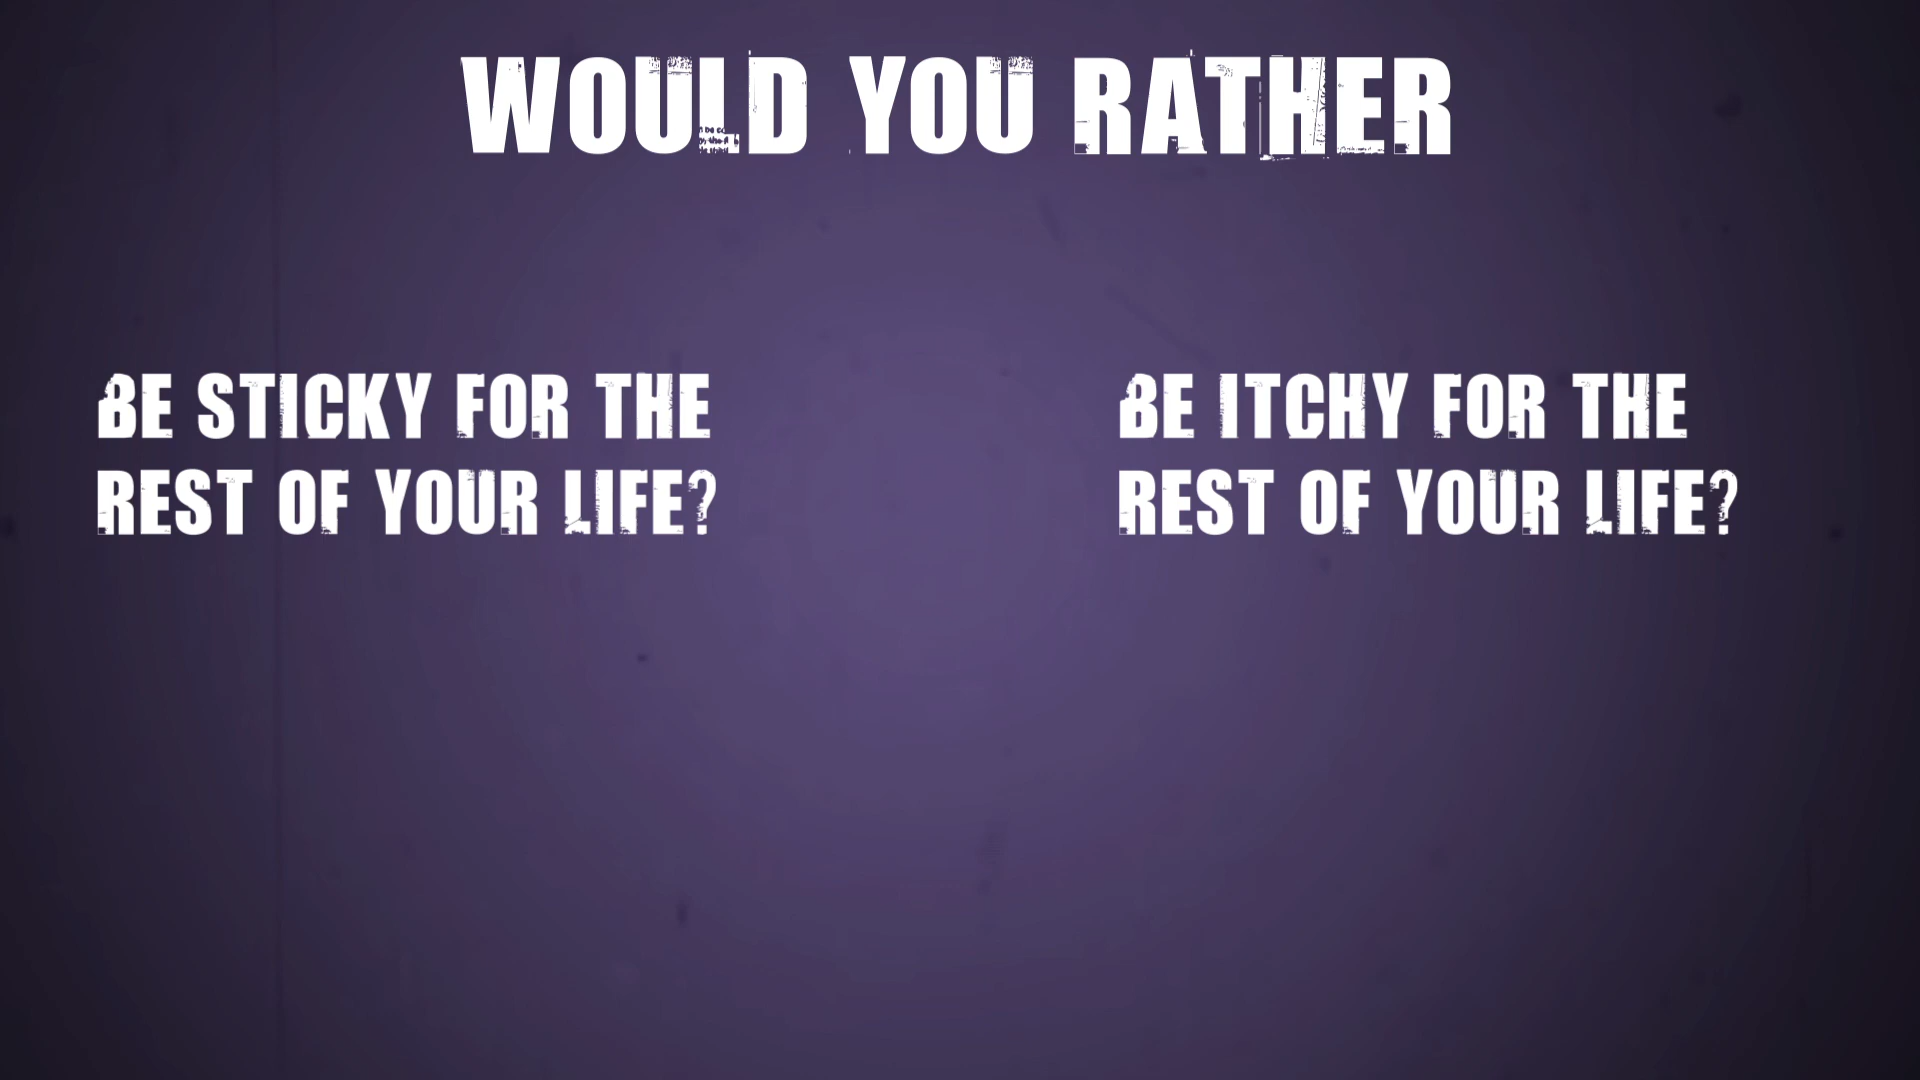 WOULD YOU RATHER
BE STICKY FOR THE
REST OF YOUR LIFE?
BE ITCHY FOR THE
REST OF YOUR LIFE?